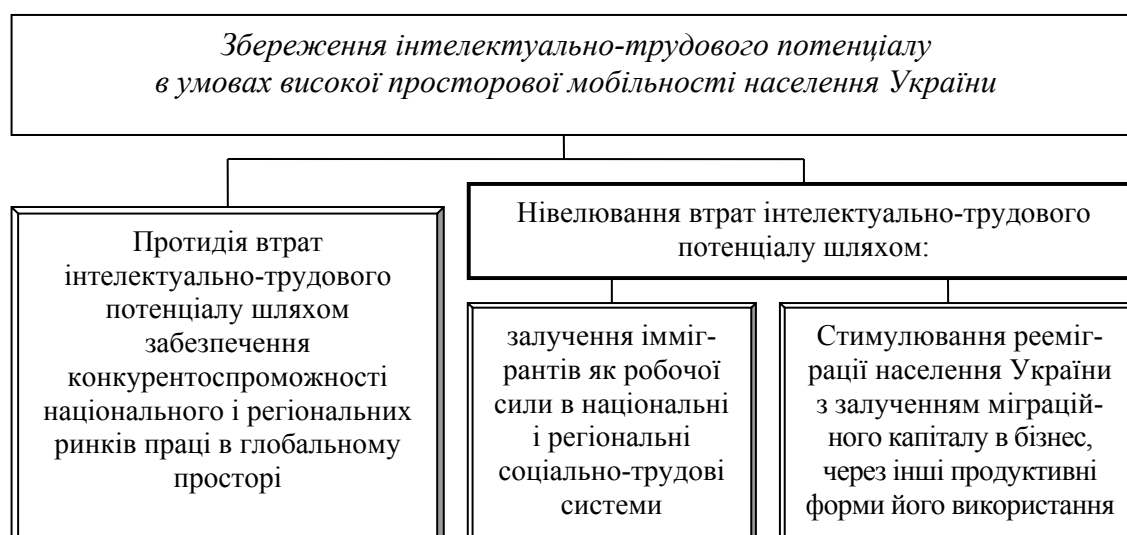 Збереження інтелектуально-трудового потенціалу
в умовах високої просторової мобільності населення України
Протидія втрат
інтелектуально-трудового
потенціалу шляхом
забезпечення
конкурентоспроможності
національного і регіональних
ринків праці в глобальному
просторі
Нівелювання втрат інтелектуально-трудового
потенціалу шляхом:
залучення імміг-
рантів як робочої
сили в національні
і регіональні
соціально-трудові
системи
Стимулювання рееміг-
рації населення України
з залученням міграцій-
ного капіталу в бізнес,
через інші продуктивні
форми його використання